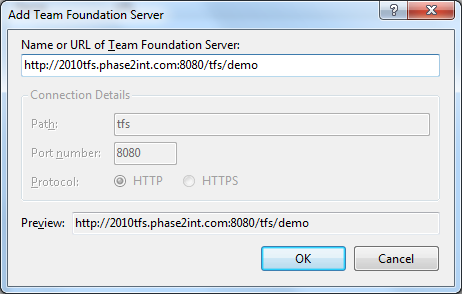 Add Team Foundation Server
Name or URL of Team Foundation Server:
http://2010tfs.phase2int.com:8080/tfs/demo
Connection Details
Path: tfs
Port number: 8080
Protocol: HTTP HTTPS
Preview: http://2010tfs.phase2int.com:8080/tfs/demo
OK Cancel